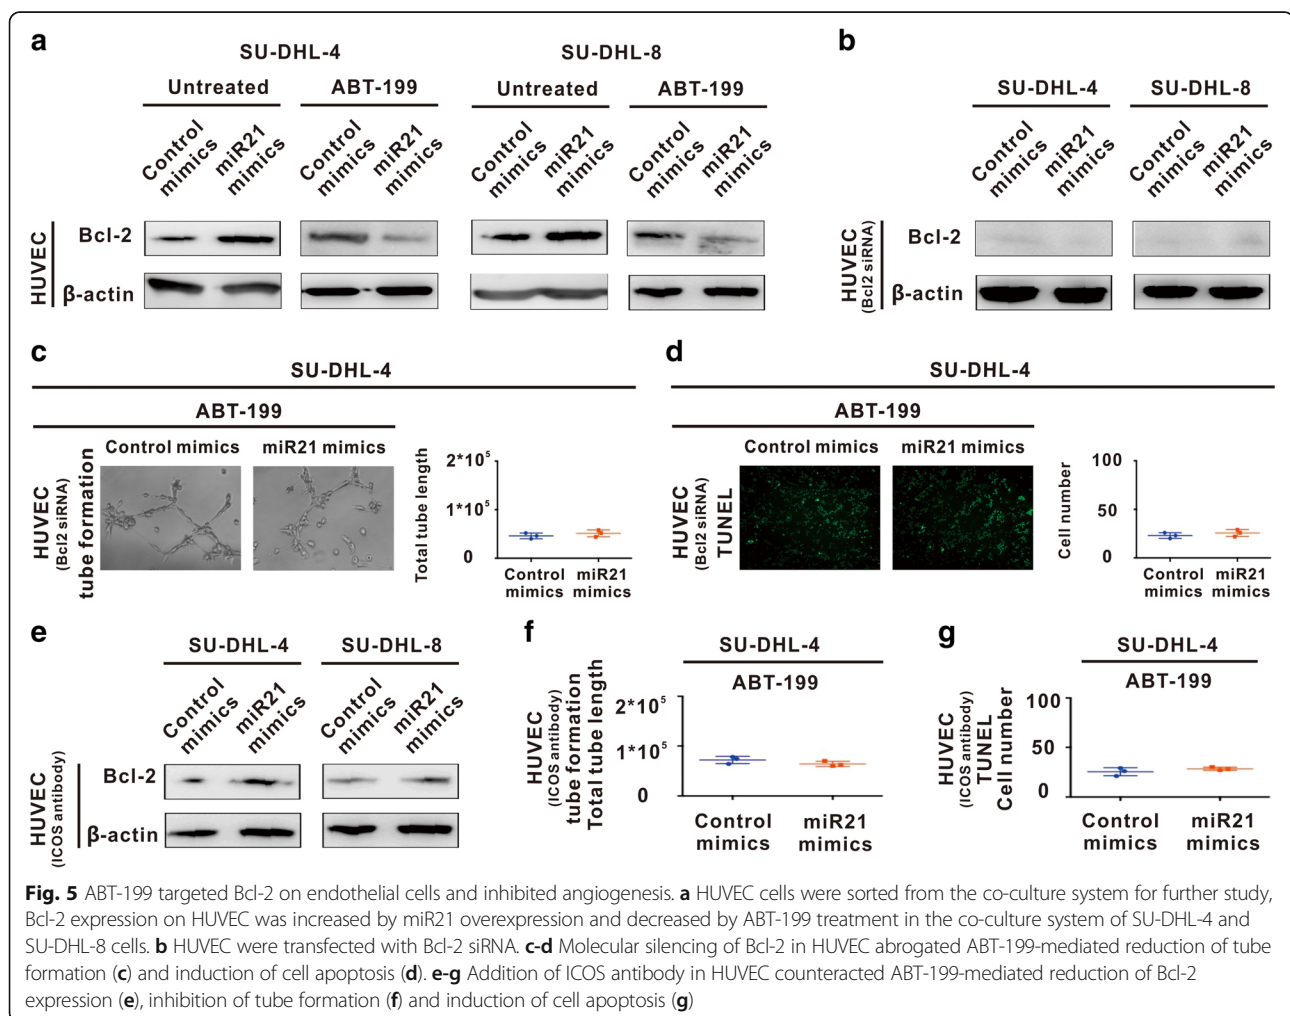 a
SU-DHL-4
SU-DHL-8
Untreated
ABT-199
Untreated
ABT-199
Control mimics
miR21 mimics
Control mimics
miR21 mimics
Control mimics
miR21 mimics
Control mimics
miR21 mimics
HUVEC
Bcl-2
β-actin
b
SU-DHL-4
SU-DHL-8
Control mimics
miR21 mimics
Control mimics
miR21 mimics
HUVEC
(Bcl2 siRNA)
Bcl-2
β-actin
c
SU-DHL-4
ABT-199
Control mimics
miR21 mimics
HUVEC
(Bcl2 siRNA)
tube formation
Total tube length
2*10⁵
1*10⁵
0
Control mimics
miR21 mimics
d
SU-DHL-4
ABT-199
Control mimics
miR21 mimics
HUVEC
(Bcl2 siRNA)
TUNEL
Cell number
100
50
0
Control mimics
miR21 mimics
e
SU-DHL-4
SU-DHL-8
Control mimics
miR21 mimics
Control mimics
miR21 mimics
HUVEC
(ICOS antibody)
Bcl-2
β-actin
f
SU-DHL-4
ABT-199
HUVEC
(ICOS antibody)
tube formation
Total tube length
2*10⁵
1*10⁵
0
Control mimics
miR21 mimics
g
SU-DHL-4
ABT-199
HUVEC
(ICOS antibody)
TUNEL
Cell number
100
50
0
Control mimics
miR21 mimics
Fig. 5 ABT-199 targeted Bcl-2 on endothelial cells and inhibited angiogenesis. a HUVEC cells were sorted from the co-culture system for further study,
Bcl-2 expression on HUVEC was increased by miR21 overexpression and decreased by ABT-199 treatment in the co-culture system of SU-DHL-4 and
SU-DHL-8 cells. b HUVEC were transfected with Bcl-2 siRNA. c-d Molecular silencing of Bcl-2 in HUVEC abrogated ABT-199-mediated reduction of tube
formation (c) and induction of cell apoptosis (d). e-g Addition of ICOS antibody in HUVEC counteracted ABT-199-mediated reduction of Bcl-2
expression (e), inhibition of tube formation (f) and induction of cell apoptosis (g)